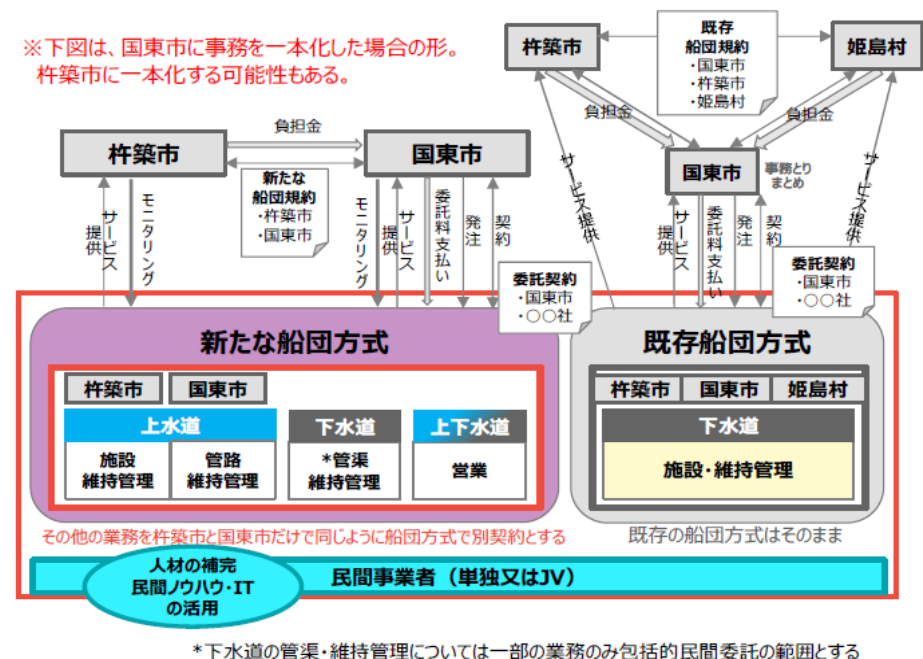 ※下図は、国東市に事務を一本化した場合の形。
杵築市に一本化する可能性もある。
杵築市
負担金
国東市
新たな
船団規約
・杵築市
・国東市
サービス
提供
モニタリング
モニタリング
サービス
提供
委託料支払い
発注
契約
委託契約
・国東市
・○○社
杵築市
既存
船団規約
・国東市
・杵築市
・姫島村
姫島村
負担金
負担金
国東市
事務とり
まとめ
サービス提供
サービス
提供
委託料支払い
発注
契約
サービス提供
委託契約
・国東市
・○○社
新たな船団方式
杵築市
国東市
上水道
施設
維持管理
管路
維持管理
下水道
*管渠
維持管理
上下水道
営業
その他の業務を杵築市と国東市だけで同じように船団方式で別契約とする
既存船団方式
杵築市
国東市
姫島村
下水道
施設・維持管理
既存の船団方式はそのまま
人材の補完
民間ノウハウ・IT
の活用
民間事業者（単独又はJV）
*下水道の管渠・維持管理については一部の業務のみ包括的民間委託の範囲とする